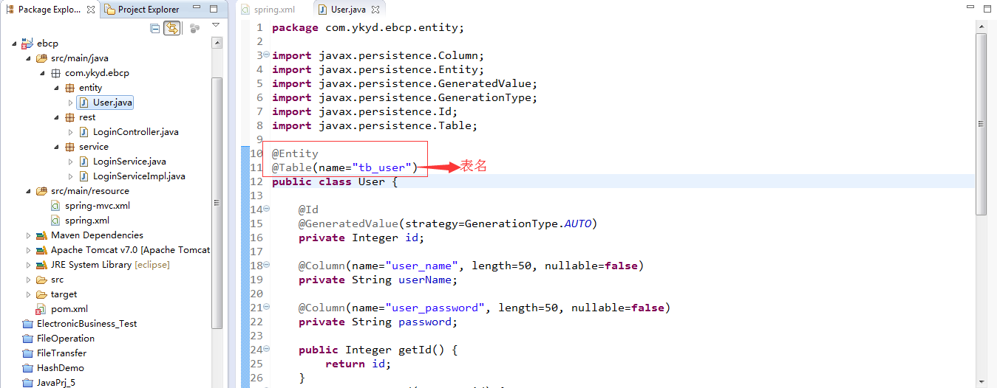 Package Explo...
Project Explorer
ebcp
src/main/java
com.ykyd.ebcp
entity
User.java
rest
LoginController.java
service
LoginService.java
LoginServiceImpl.java
src/main/resource
spring-mvc.xml
spring.xml
Maven Dependencies
Apache Tomcat v7.0 [Apache Tomcat
JRE System Library [eclipse]
src
target
pom.xml
ElectronicBusiness_Test
FileOperation
FileTransfer
HashDemo
JavaPrj_5
spring.xml
User.java
1 package com.ykyd.ebcp.entity;
2
3 import javax.persistence.Column;
4 import javax.persistence.Entity;
5 import javax.persistence.GeneratedValue;
6 import javax.persistence.GenerationType;
7 import javax.persistence.Id;
8 import javax.persistence.Table;
9
10 @Entity
11 @Table(name="tb_user") 表名
12 public class User {
13
14 @Id
15 @GeneratedValue(strategy=GenerationType.AUTO)
16 private Integer id;
17
18 @Column(name="user_name", length=50, nullable=false)
19 private String userName;
20
21 @Column(name="user_password", length=50, nullable=false)
22 private String password;
23
24 public Integer getId() {
25 return id;
26 }